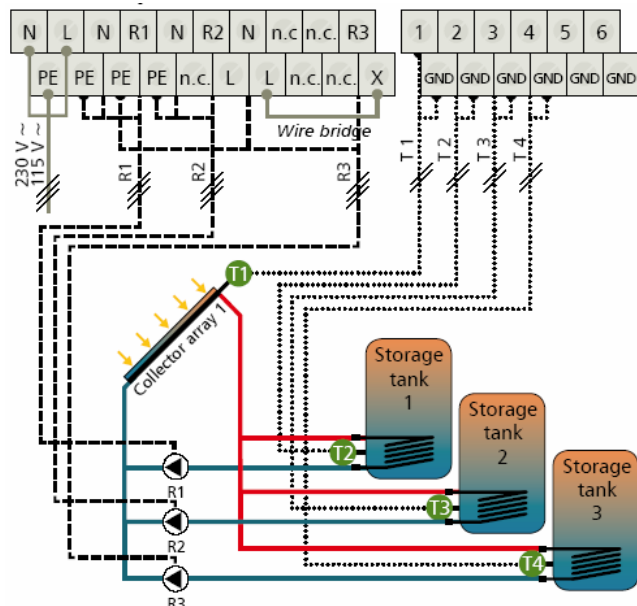 N L N R1 N R2 N n.c. n.c. R3
PE PE PE PE n.c. L L n.c. n.c. X
1 2 3 4 5 6
GND GND GND GND GND GND
Wire bridge
230 V ~
115 V ~
R1
R2
R3
T 1
T 2
T 3
T 4
T1
Collector array 1
Storage
tank
1
T2
R1
Storage
tank
2
T3
R2
Storage
tank
3
T4
R3